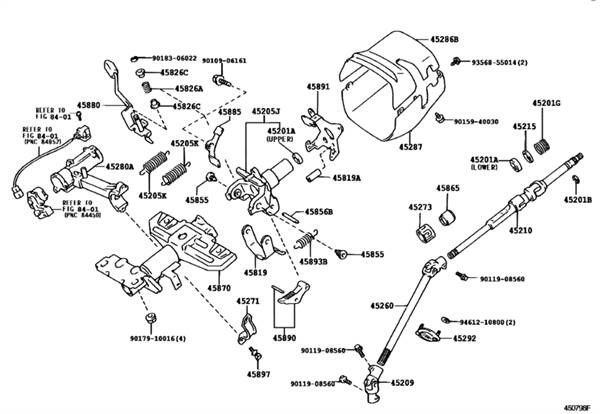 45286B
90183-06022
45826C
90109-06161
93568-55014(2)
45826A
45891
45880
45826C
45885
45205J
REFER TO
FIG 84-01
(PNC 84857)
45201G
45215
90159-40030
45201A
(UPPER)
45205K
45287
45280A
45201A
(LOWER)
45819A
45865
45205K
45855
45201B
REFER TO
FIG 84-01
(PNC 84450)
45856B
45273
45210
45855
45819
45893B
90119-08560
45870
45271
45260
94612-10800(2)
45292
90179-10016(4)
45890
90119-08560
45897
90119-08560
45209
450798F